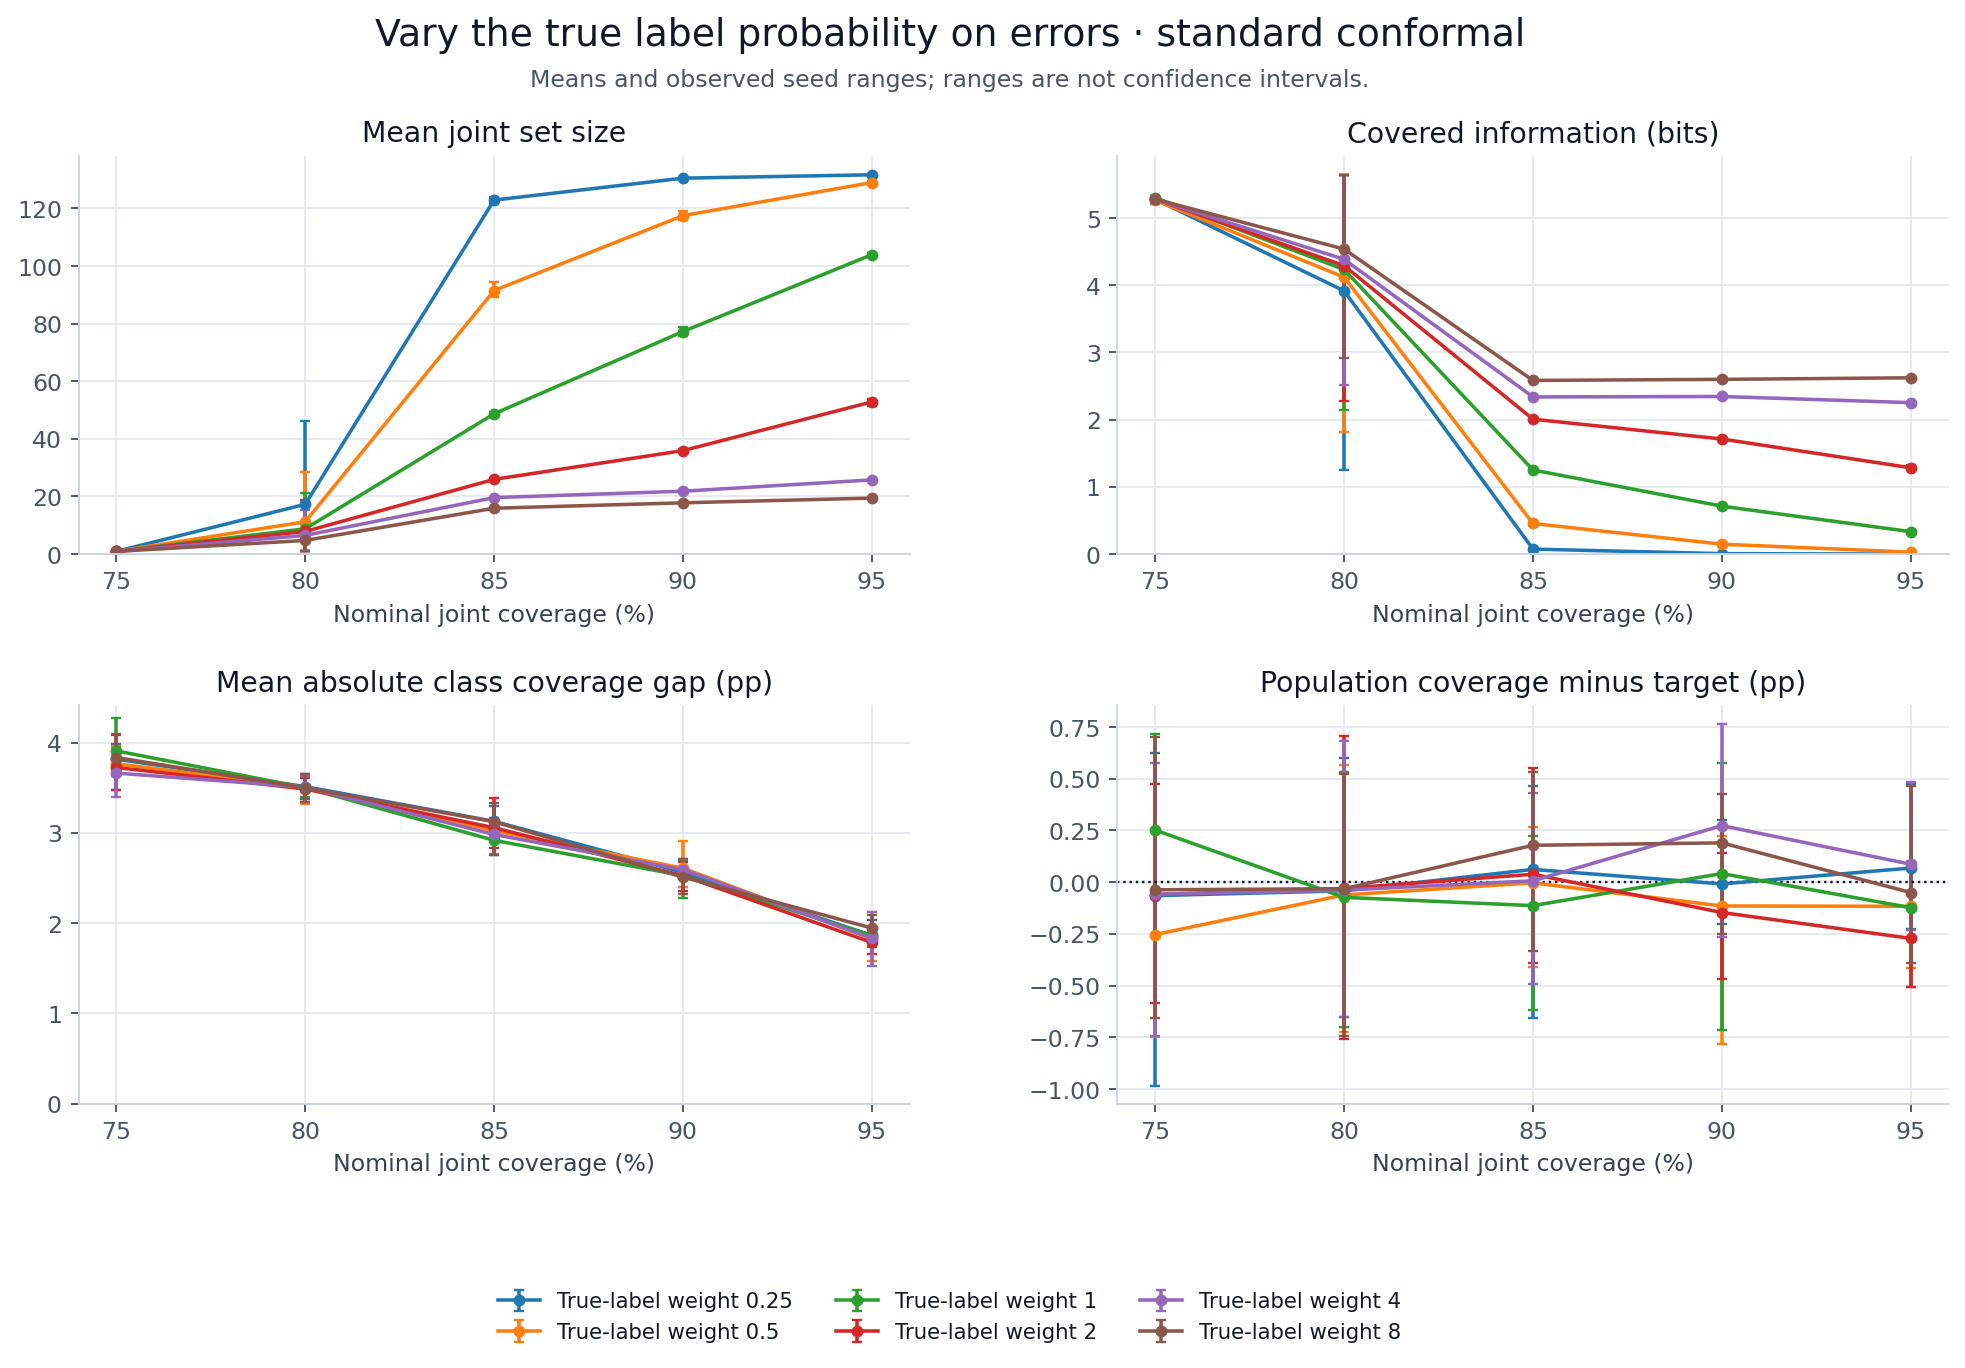 Vary the true label probability on errors · standard conformal
Means and observed seed ranges; ranges are not confidence intervals.
Mean joint set size
120
100
80
60
40
20
0
75 80 85 90 95
Nominal joint coverage (%)
Covered information (bits)
5
4
3
2
1
0
75 80 85 90 95
Nominal joint coverage (%)
Mean absolute class coverage gap (pp)
4
3
2
1
0
75 80 85 90 95
Nominal joint coverage (%)
Population coverage minus target (pp)
0.75
0.50
0.25
0.00
−0.25
−0.50
−0.75
−1.00
75 80 85 90 95
Nominal joint coverage (%)
True-label weight 0.25
True-label weight 0.5
True-label weight 1
True-label weight 2
True-label weight 4
True-label weight 8